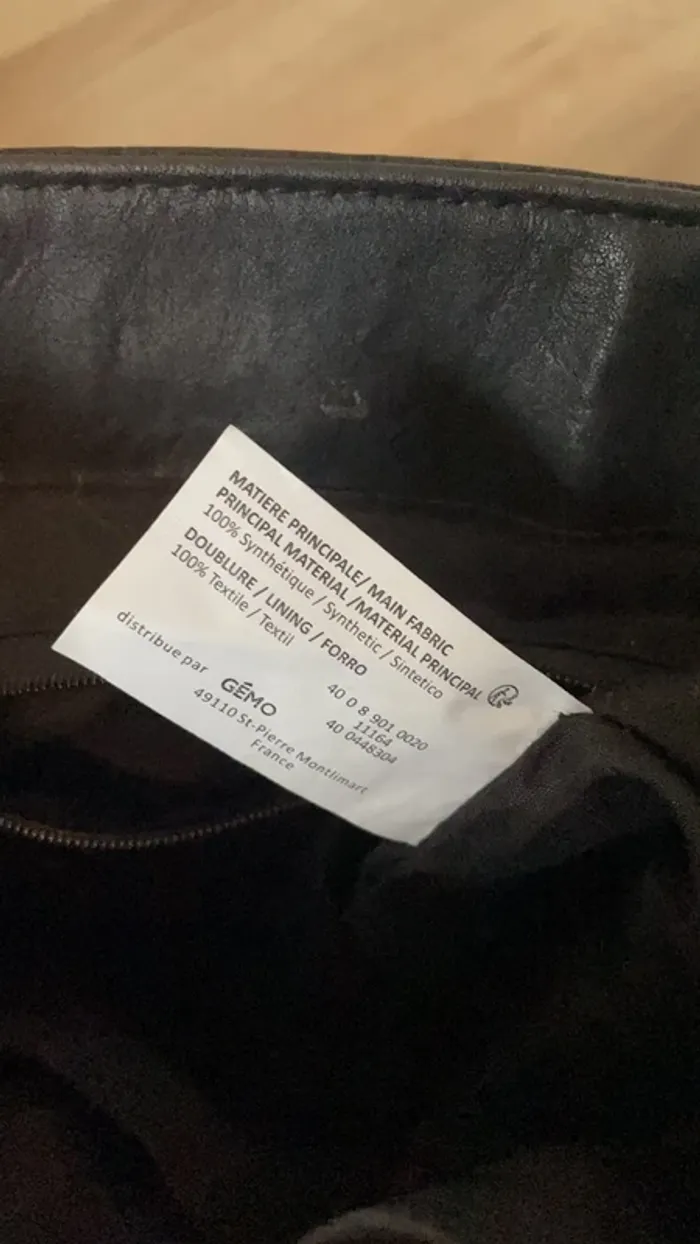 MATIERE PRINCIPALE/ MAIN FABRIC
PRINCIPAL MATERIAL /MATERIAL PRINCIPAL
100% Synthétique / Synthetic / Sintetico
DOUBLURE / LINING / FORRO
100% Textile / Textil
distribue par GÉMO
49110 St-Pierre Montlimart
France
40 0 8 901 0020
11164
40 0448304